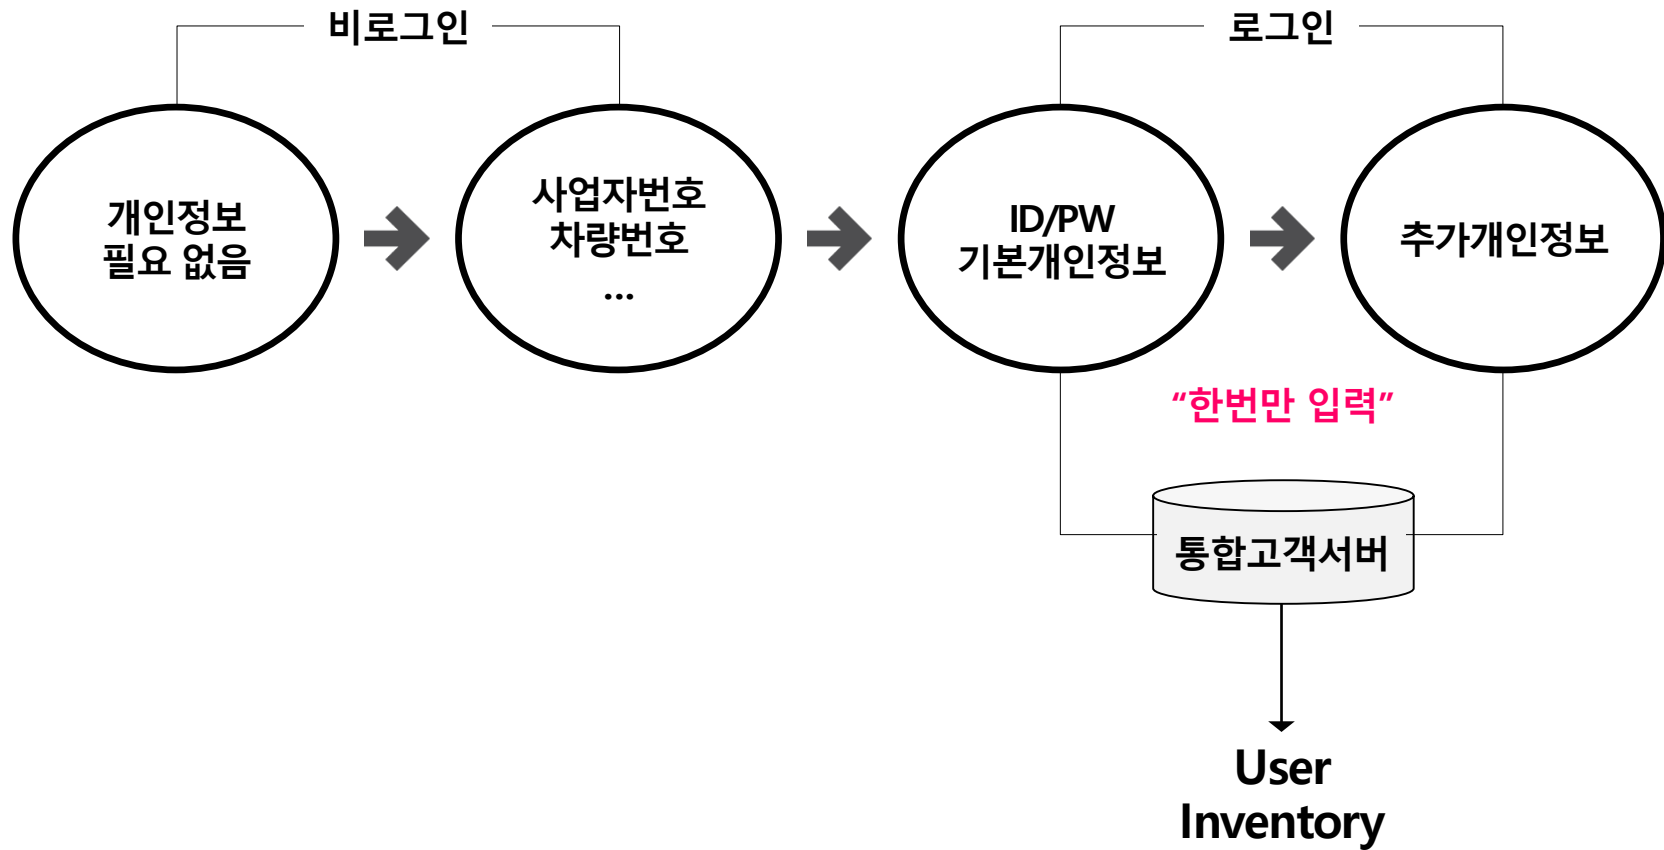 비로그인
로그인
개인정보
필요 없음
사업자번호
차량번호
...
ID/PW
기본개인정보
추가개인정보
“한번만 입력”
통합고객서버
User
Inventory